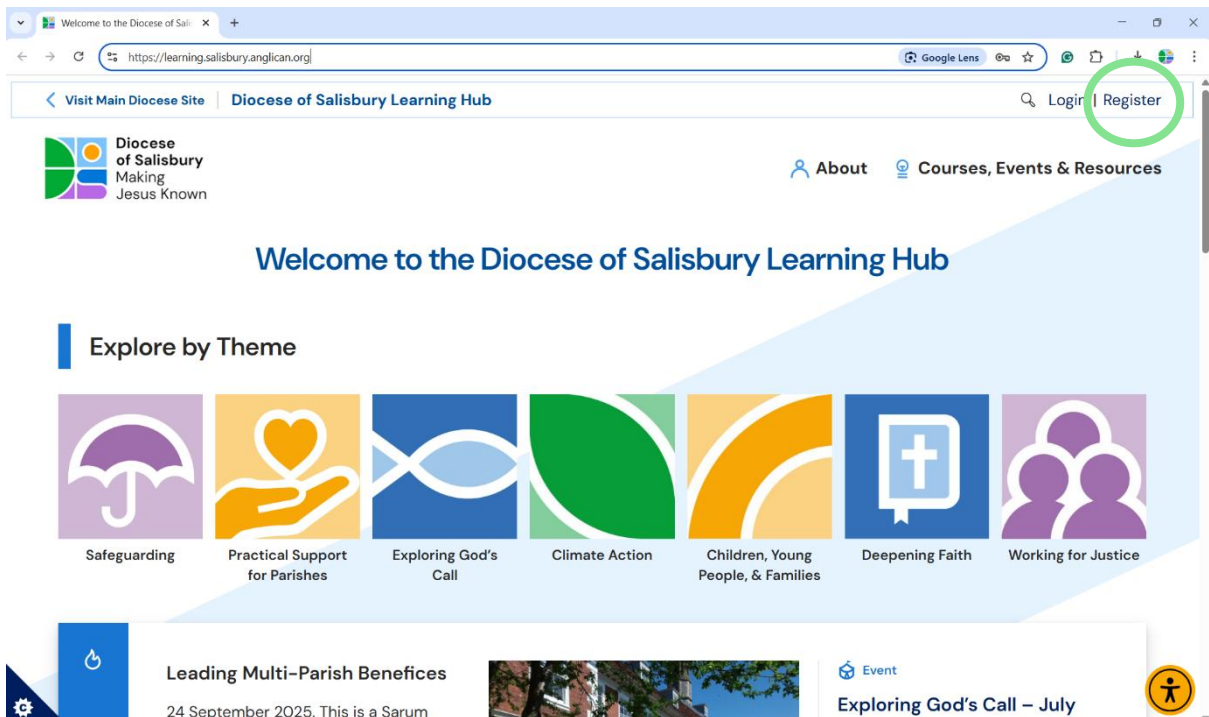 Welcome to the Diocese of Sali
https://learning.salisbury.anglican.org
Google Lens
Visit Main Diocese Site
Diocese of Salisbury Learning Hub
Login | Register
Diocese
of Salisbury
Making
Jesus Known
About
Courses, Events & Resources
Welcome to the Diocese of Salisbury Learning Hub
Explore by Theme
Safeguarding
Practical Support
for Parishes
Exploring God's
Call
Climate Action
Children, Young
People, & Families
Deepening Faith
Working for Justice
Leading Multi-Parish Benefices
24 September 2025. This is a Sarum
Event
Exploring God's Call – July